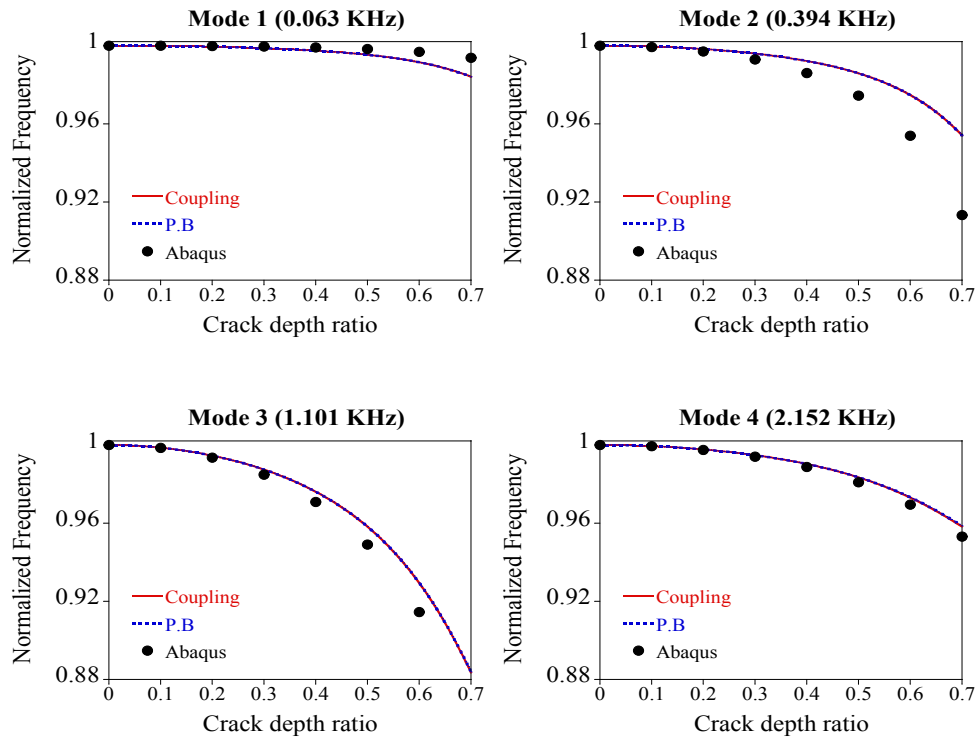 Mode 1 (0.063 KHz)
Normalized Frequency
1
0.96
0.92
0.88
Coupling
P.B
Abaqus
0 0.1 0.2 0.3 0.4 0.5 0.6 0.7
Crack depth ratio
Mode 2 (0.394 KHz)
Normalized Frequency
1
0.96
0.92
0.88
Coupling
P.B
Abaqus
0 0.1 0.2 0.3 0.4 0.5 0.6 0.7
Crack depth ratio
Mode 3 (1.101 KHz)
Normalized Frequency
1
0.96
0.92
0.88
Coupling
P.B
Abaqus
0 0.1 0.2 0.3 0.4 0.5 0.6 0.7
Crack depth ratio
Mode 4 (2.152 KHz)
Normalized Frequency
1
0.96
0.92
0.88
Coupling
P.B
Abaqus
0 0.1 0.2 0.3 0.4 0.5 0.6 0.7
Crack depth ratio